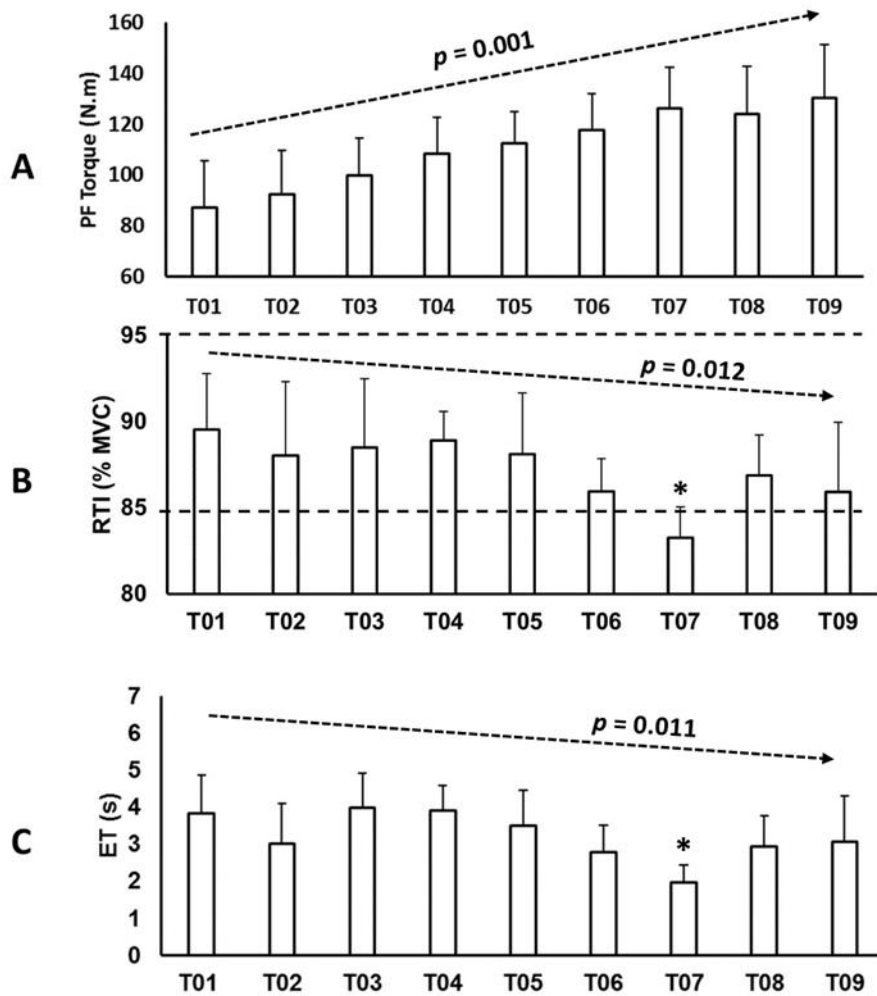 A
PF Torque (N.m)
160
140
120
100
80
60
p = 0.001
T01 T02 T03 T04 T05 T06 T07 T08 T09
B
RTI (% MVC)
95
90
85
80
p = 0.012
*
T01 T02 T03 T04 T05 T06 T07 T08 T09
C
ET (s)
7
6
5
4
3
2
1
0
p = 0.011
*
T01 T02 T03 T04 T05 T06 T07 T08 T09